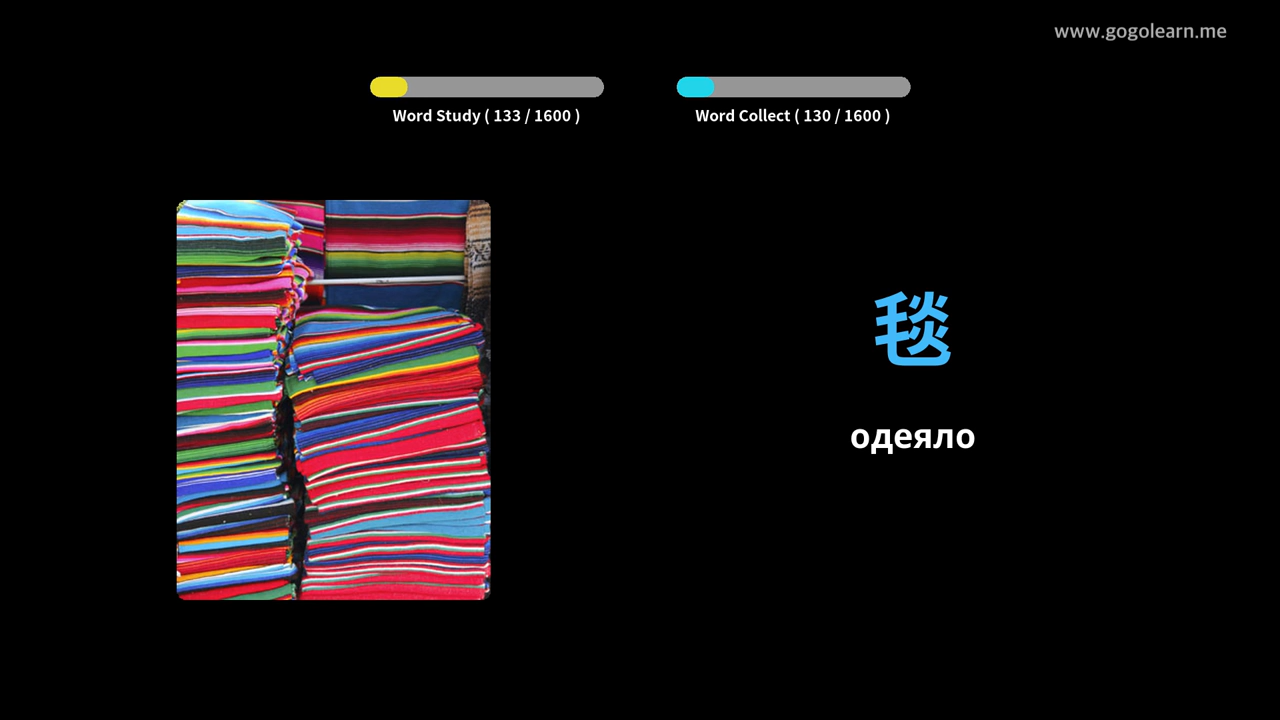 www.gogolearn.me
Word Study ( 133 / 1600 )
Word Collect ( 130 / 1600 )
毯
одеяло